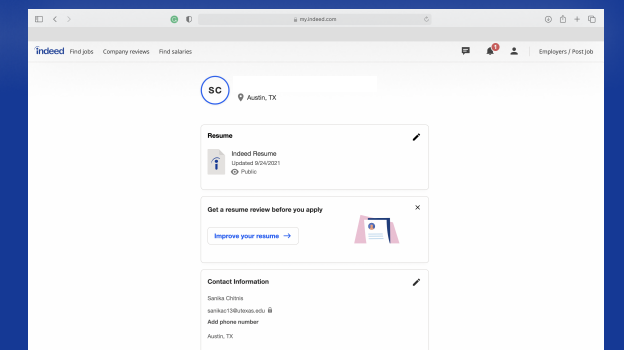 my.indeed.com
indeed Find jobs Company reviews Find salaries 1 Employers / Post Job
SC
Austin, TX
Resume
Indeed Resume
Updated 9/24/2021
Public
Get a resume review before you apply
Improve your resume →
Contact Information
Sanika Chitnis
sanikac13@utexas.edu
Add phone number
Austin, TX